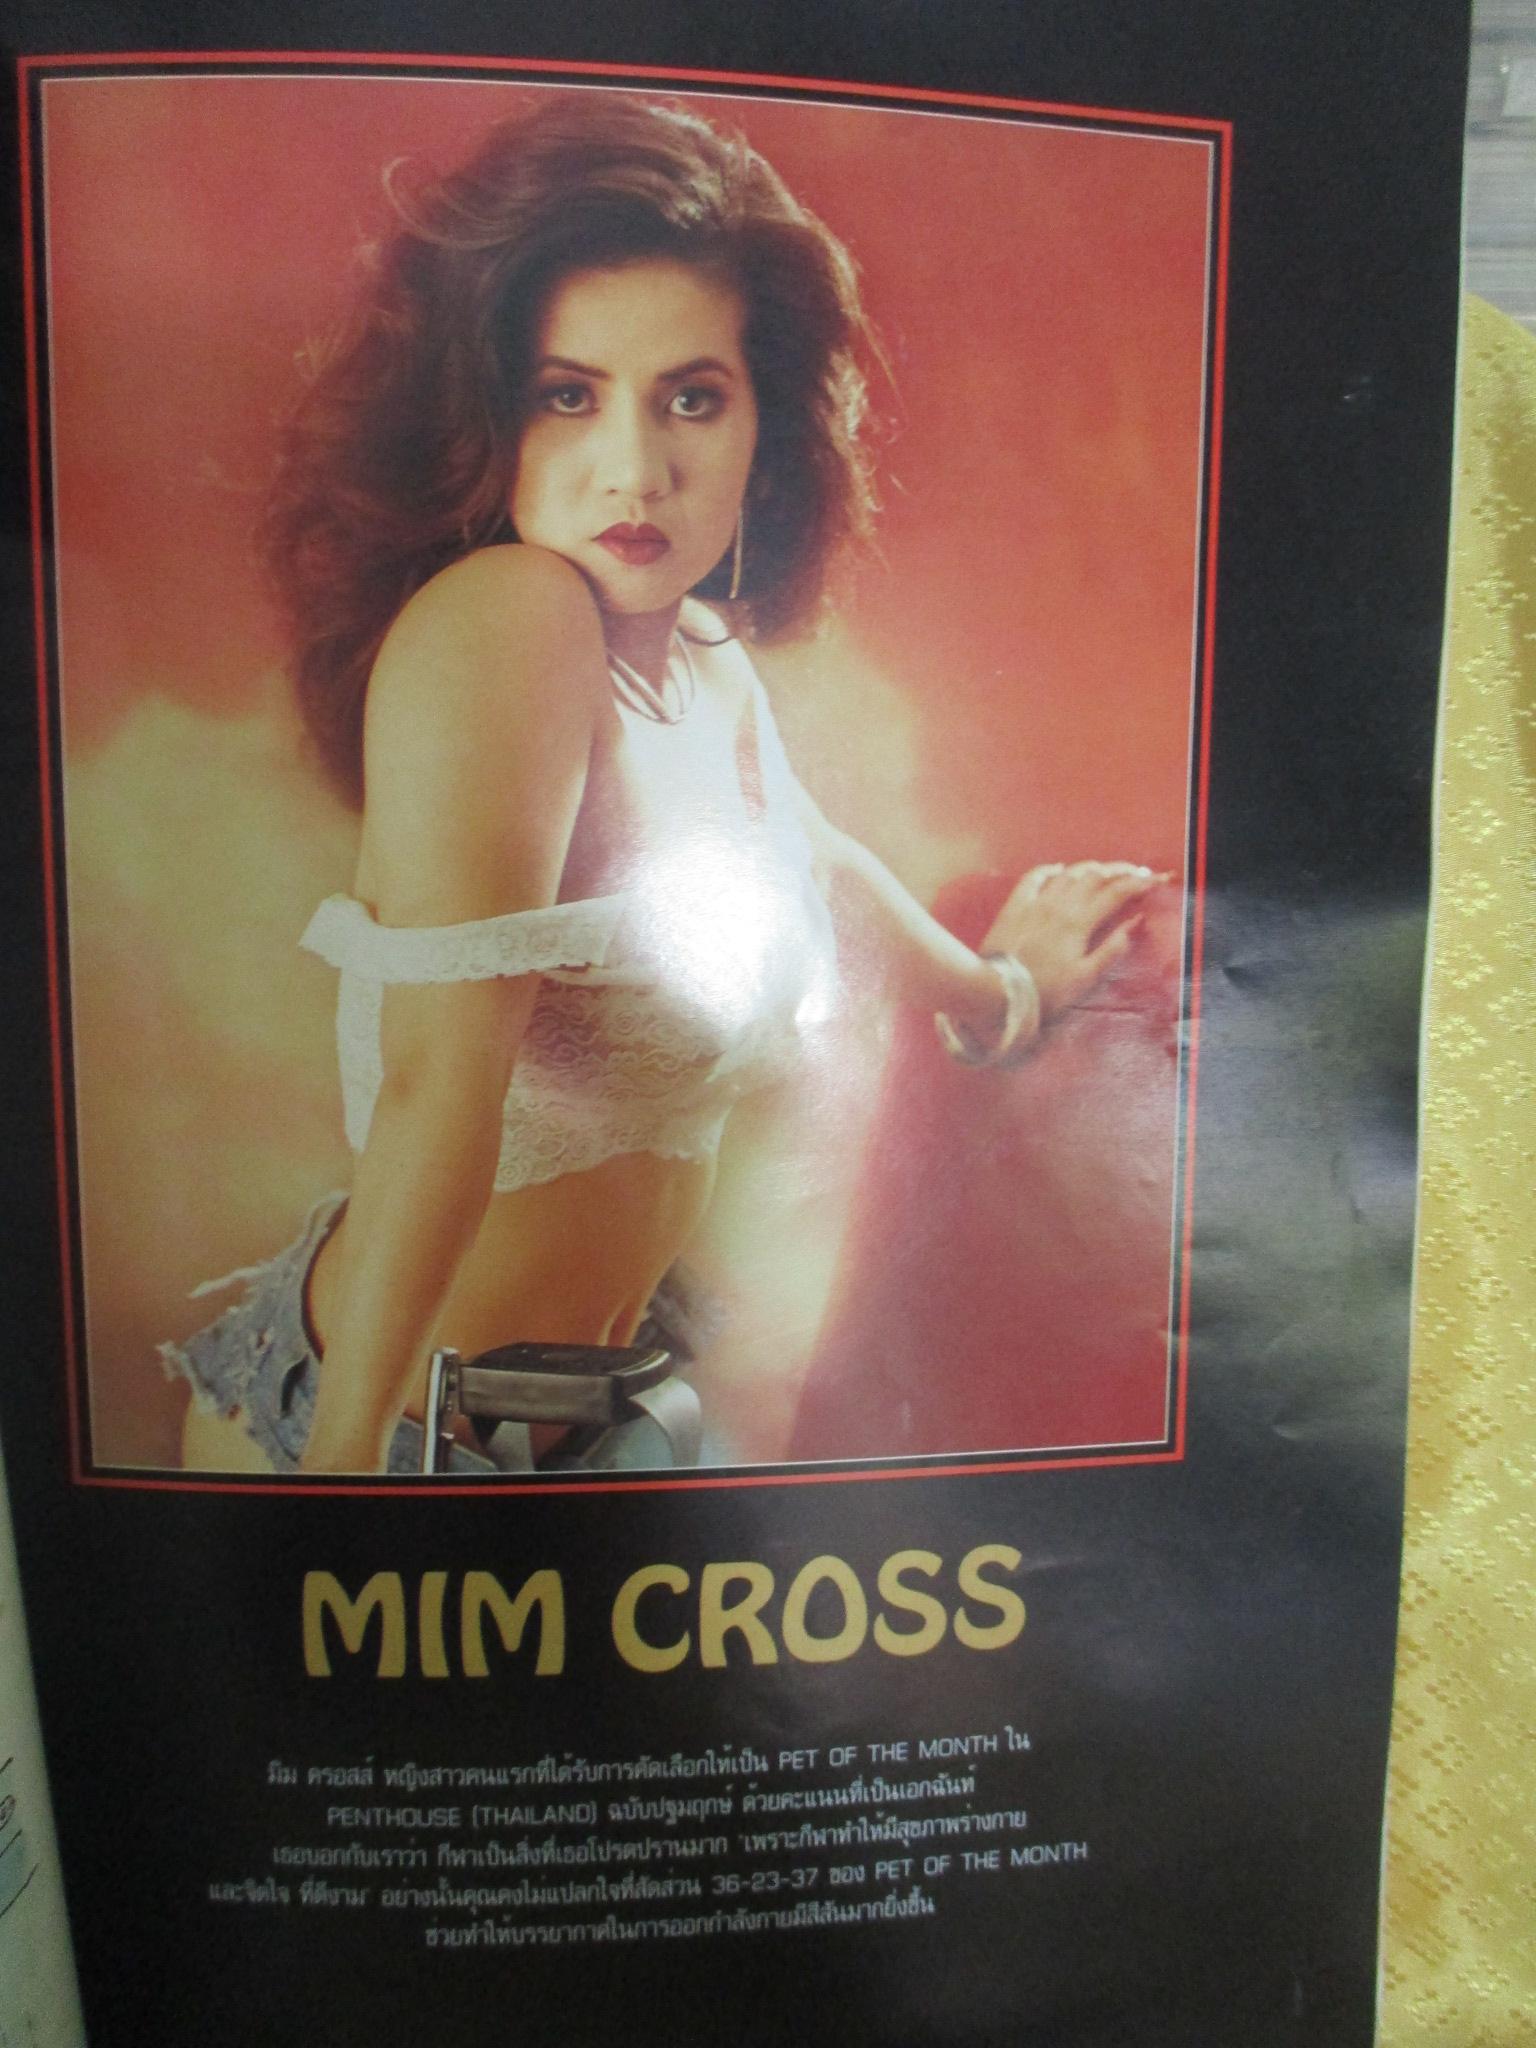 MIM CROSS
มิม ครอสส์ หญิงสาวคนแรกที่ได้รับการคัดเลือกให้เป็น PET OF THE MONTH ใน
PENTHOUSE (THAILAND) ฉบับปฐมฤกษ์ ด้วยคะแนนที่เป็นเอกฉันท์
เธอบอกกับเราว่า กีฬาเป็นสิ่งที่เธอโปรดปรานมาก "เพราะกีฬาทำให้มีสุขภาพร่างกาย
และจิตใจ ที่ดีงาม" อย่างนั้นคุณคงไม่แปลกใจที่สัดส่วน 36-23-37 ของ PET OF THE MONTH
ช่วยทำให้บรรยากาศในการออกกำลังกายมีสีสันมากยิ่งขึ้น